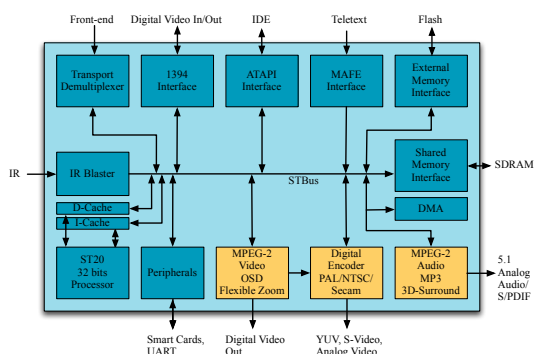 Front-end
Digital Video In/Out
IDE
Teletext
Flash
Transport
Demultiplexer
1394
Interface
ATAPI
Interface
MAFE
Interface
External
Memory
Interface
IR
IR Blaster
STBus
Shared
Memory
Interface
SDRAM
D-Cache
I-Cache
DMA
ST20
32 bits
Processor
Peripherals
MPEG-2
Video
OSD
Flexible Zoom
Digital
Encoder
PAL/NTSC/
Secam
MPEG-2
Audio
MP3
3D-Surround
5.1
Analog
Audio/
S/PDIF
Smart Cards,
UART
Digital Video
Out
YUV, S-Video,
Analog Video